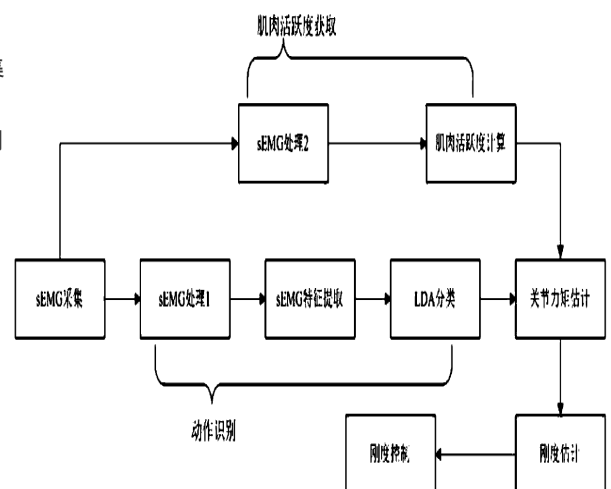 肌肉活跃度获取
集
sEMG处理2
肌肉活跃度计算
sEMG采集
sEMG处理1
sEMG特征提取
LDA分类
关节力矩估计
动作识别
刚度控制
刚度估计